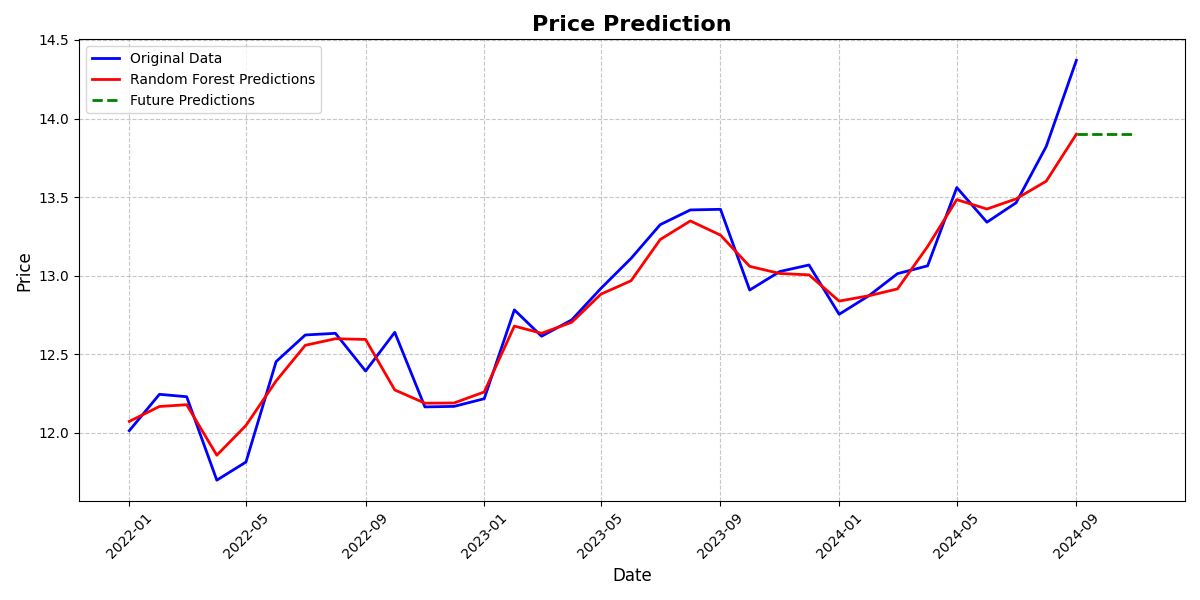 Price Prediction
Original Data
Random Forest Predictions
Future Predictions
Price
14.5
14.0
13.5
13.0
12.5
12.0
2022-01
2022-05
2022-09
2023-01
2023-05
2023-09
2024-01
2024-05
2024-09
Date